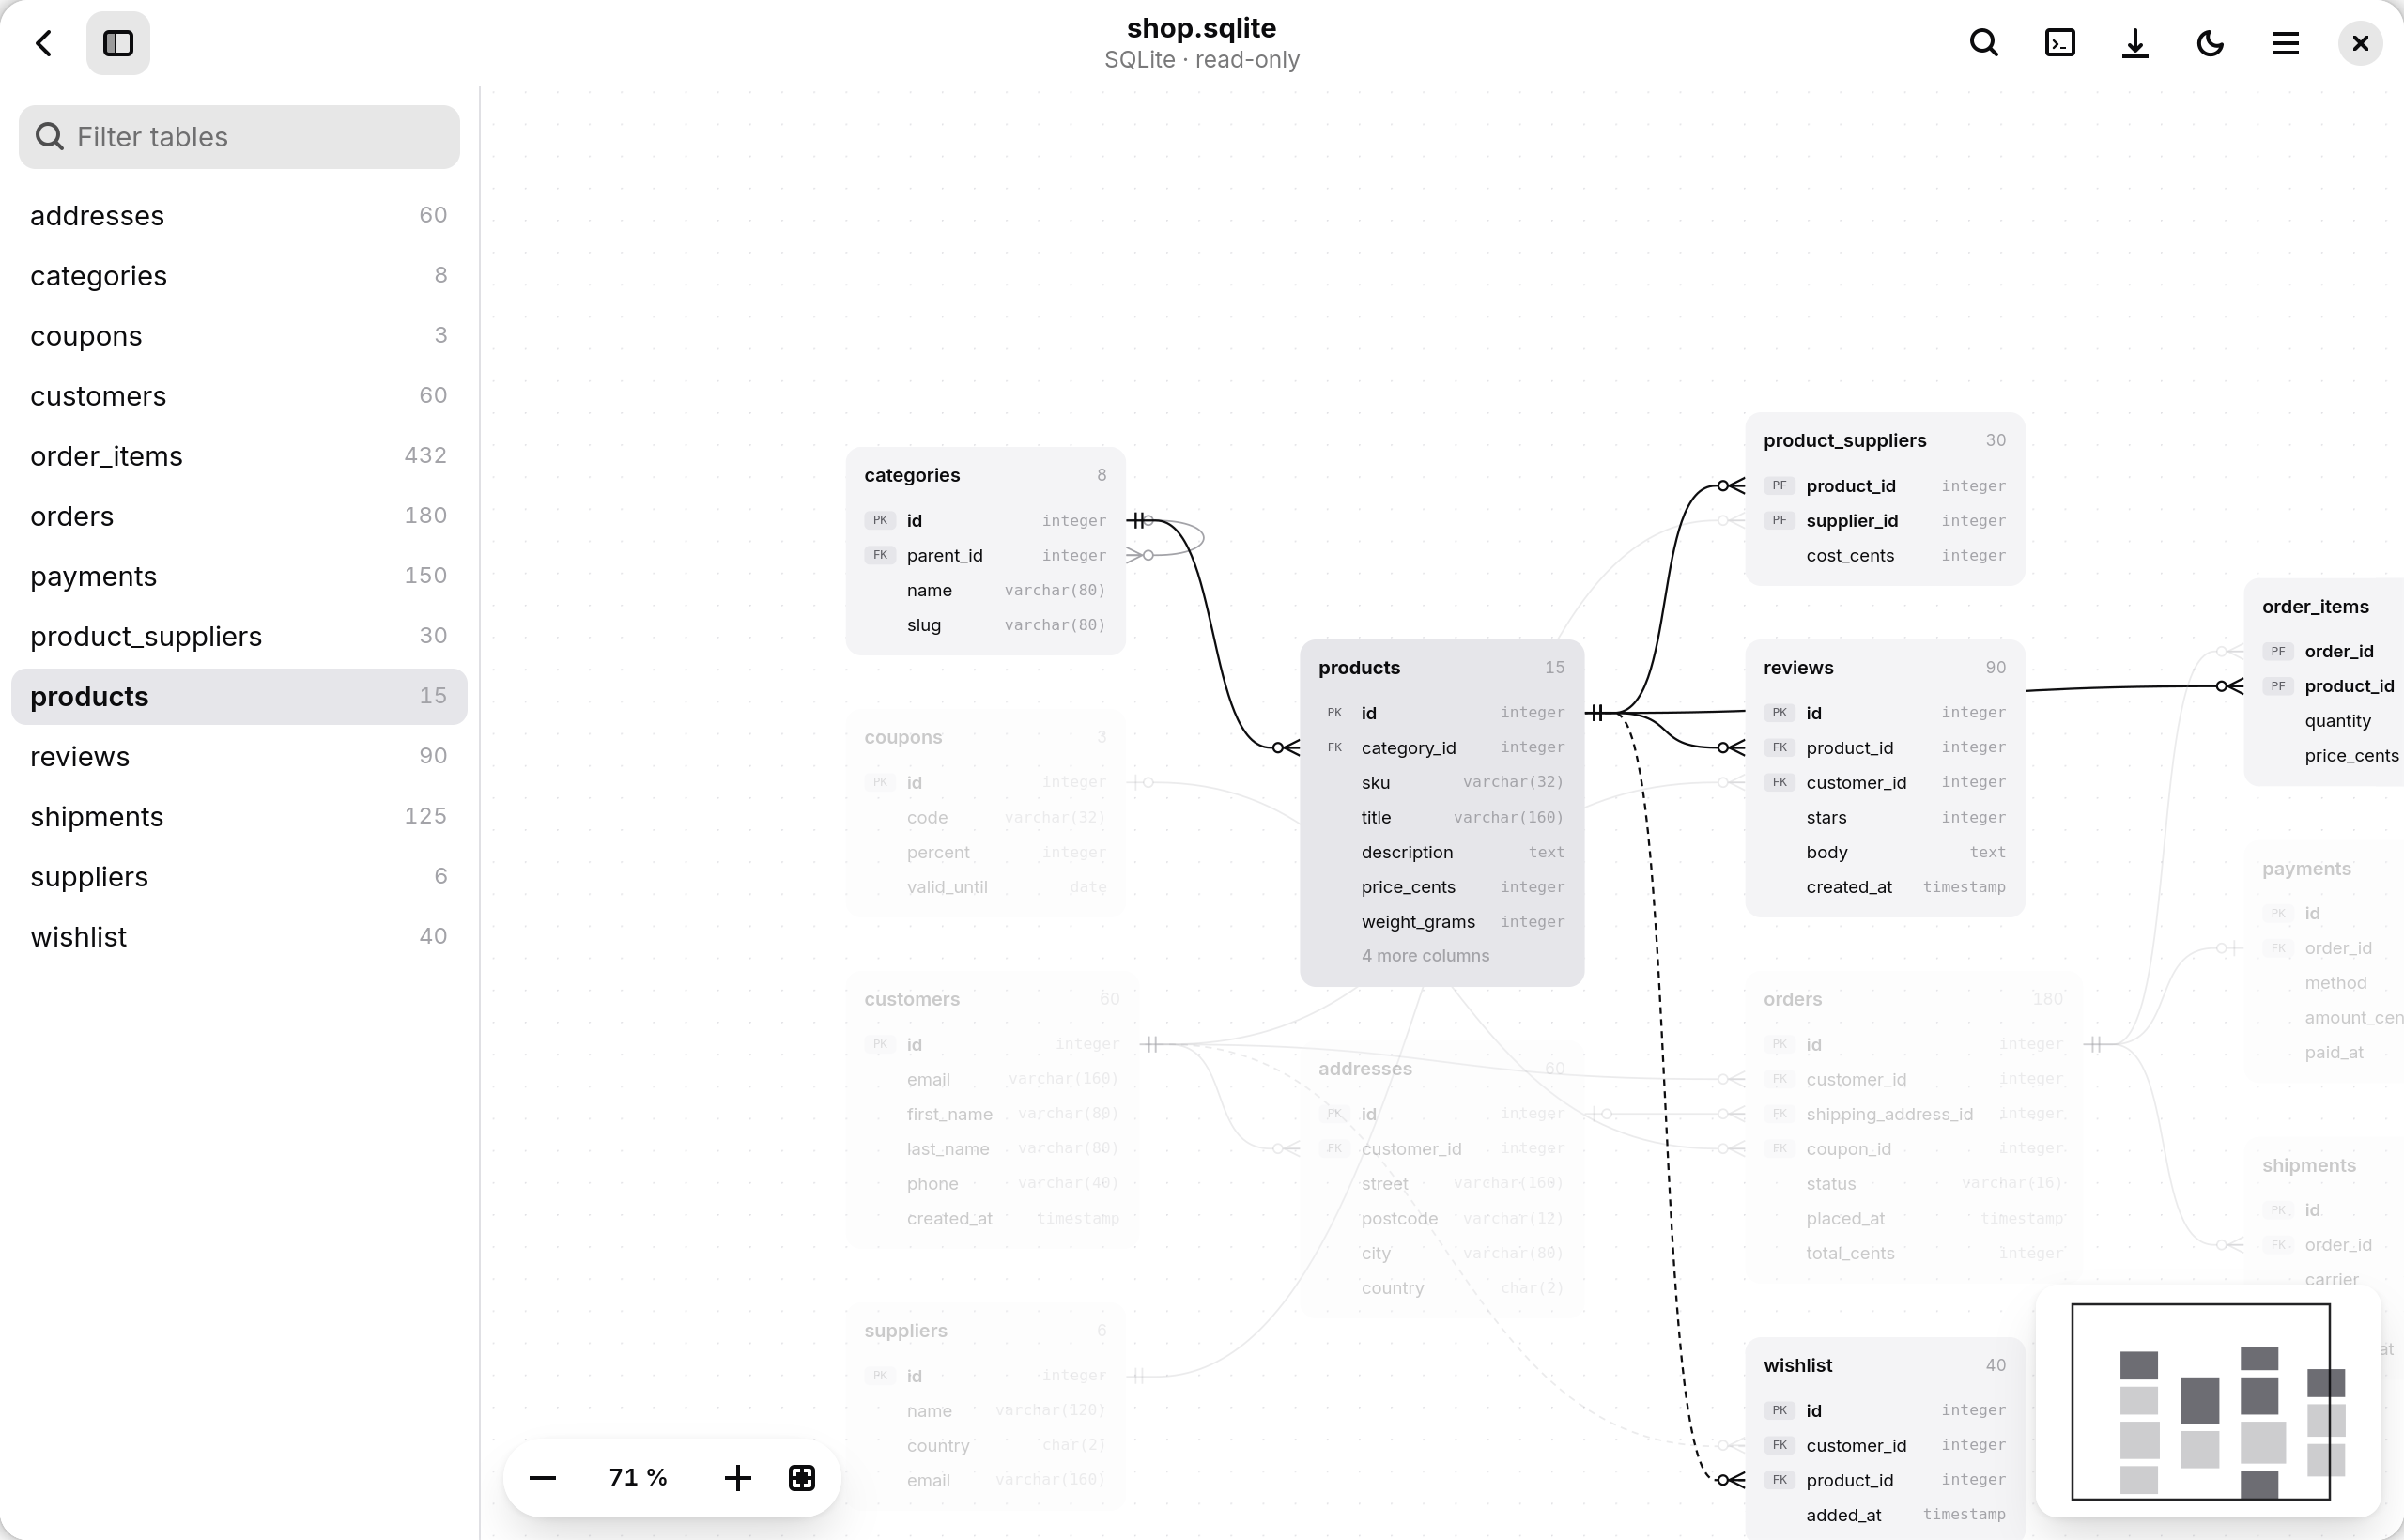 shop.sqlite
SQLite · read-only
Filter tables
addresses 60
categories 8
coupons 3
customers 60
order_items 432
orders 180
payments 150
product_suppliers 30
products 15
reviews 90
shipments 125
suppliers 6
wishlist 40
categories 8
PK id integer
FK parent_id integer
name varchar(80)
slug varchar(80)
coupons 3
PK id integer
code varchar(32)
percent integer
valid_until date
customers 60
PK id integer
email varchar(160)
first_name varchar(80)
last_name varchar(80)
phone varchar(40)
created_at timestamp
suppliers 6
PK id integer
name varchar(120)
country char(2)
email varchar(160)
products 15
PK id integer
FK category_id integer
sku varchar(32)
title varchar(160)
description text
price_cents integer
weight_grams integer
4 more columns
addresses 60
PK id integer
FK customer_id integer
street varchar(160)
postcode varchar(12)
city varchar(80)
country char(2)
product_suppliers 30
PF product_id integer
PF supplier_id integer
cost_cents integer
reviews 90
PK id integer
FK product_id integer
FK customer_id integer
stars integer
body text
created_at timestamp
orders 180
PK id integer
FK customer_id integer
FK shipping_address_id integer
FK coupon_id integer
status varchar(16)
placed_at timestamp
total_cents integer
wishlist 40
PK id integer
FK customer_id integer
FK product_id integer
added_at timestamp
order_items
PF order_id
PF product_id
quantity
price_cents
payments
PK id
FK order_id
method
amount_cen
paid_at
shipments
PK id
FK order_id
carrier
at
71 %